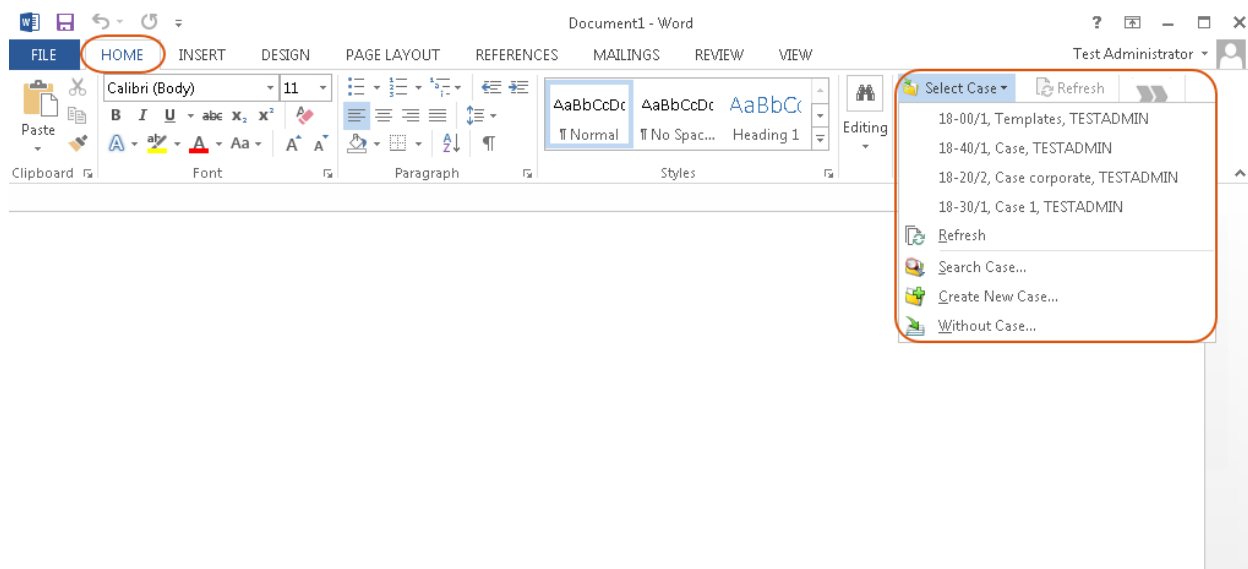 Document1 - Word
?
FILE HOME INSERT DESIGN PAGE LAYOUT REFERENCES MAILINGS REVIEW VIEW Test Administrator
Paste
Calibri (Body) 11
B I U abc X₂ X²
A ab A Aa A A
A Z
¶
AaBbCcDc AaBbCcDc AaBbCc
¶ Normal ¶ No Spac... Heading 1
Editing
Clipboard Font Paragraph Styles
Select Case Refresh
18-00/1, Templates, TESTADMIN
18-40/1, Case, TESTADMIN
18-20/2, Case corporate, TESTADMIN
18-30/1, Case 1, TESTADMIN
Refresh
Search Case...
Create New Case...
Without Case...